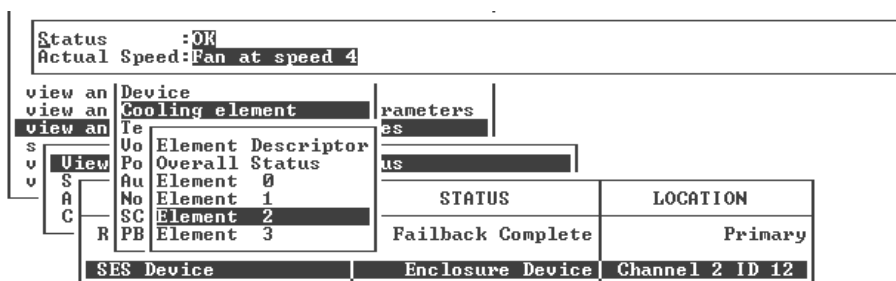 Status :OK
Actual Speed:Fan at speed 4
view an Device
view an Cooling element rameters
view an Te es
s Vo Element Descriptor
v View Po Overall Status us
v S Au Element 0
A No Element 1 STATUS LOCATION
C SC Element 2
R PB Element 3 Failback Complete Primary
SES Device Enclosure Device Channel 2 ID 12